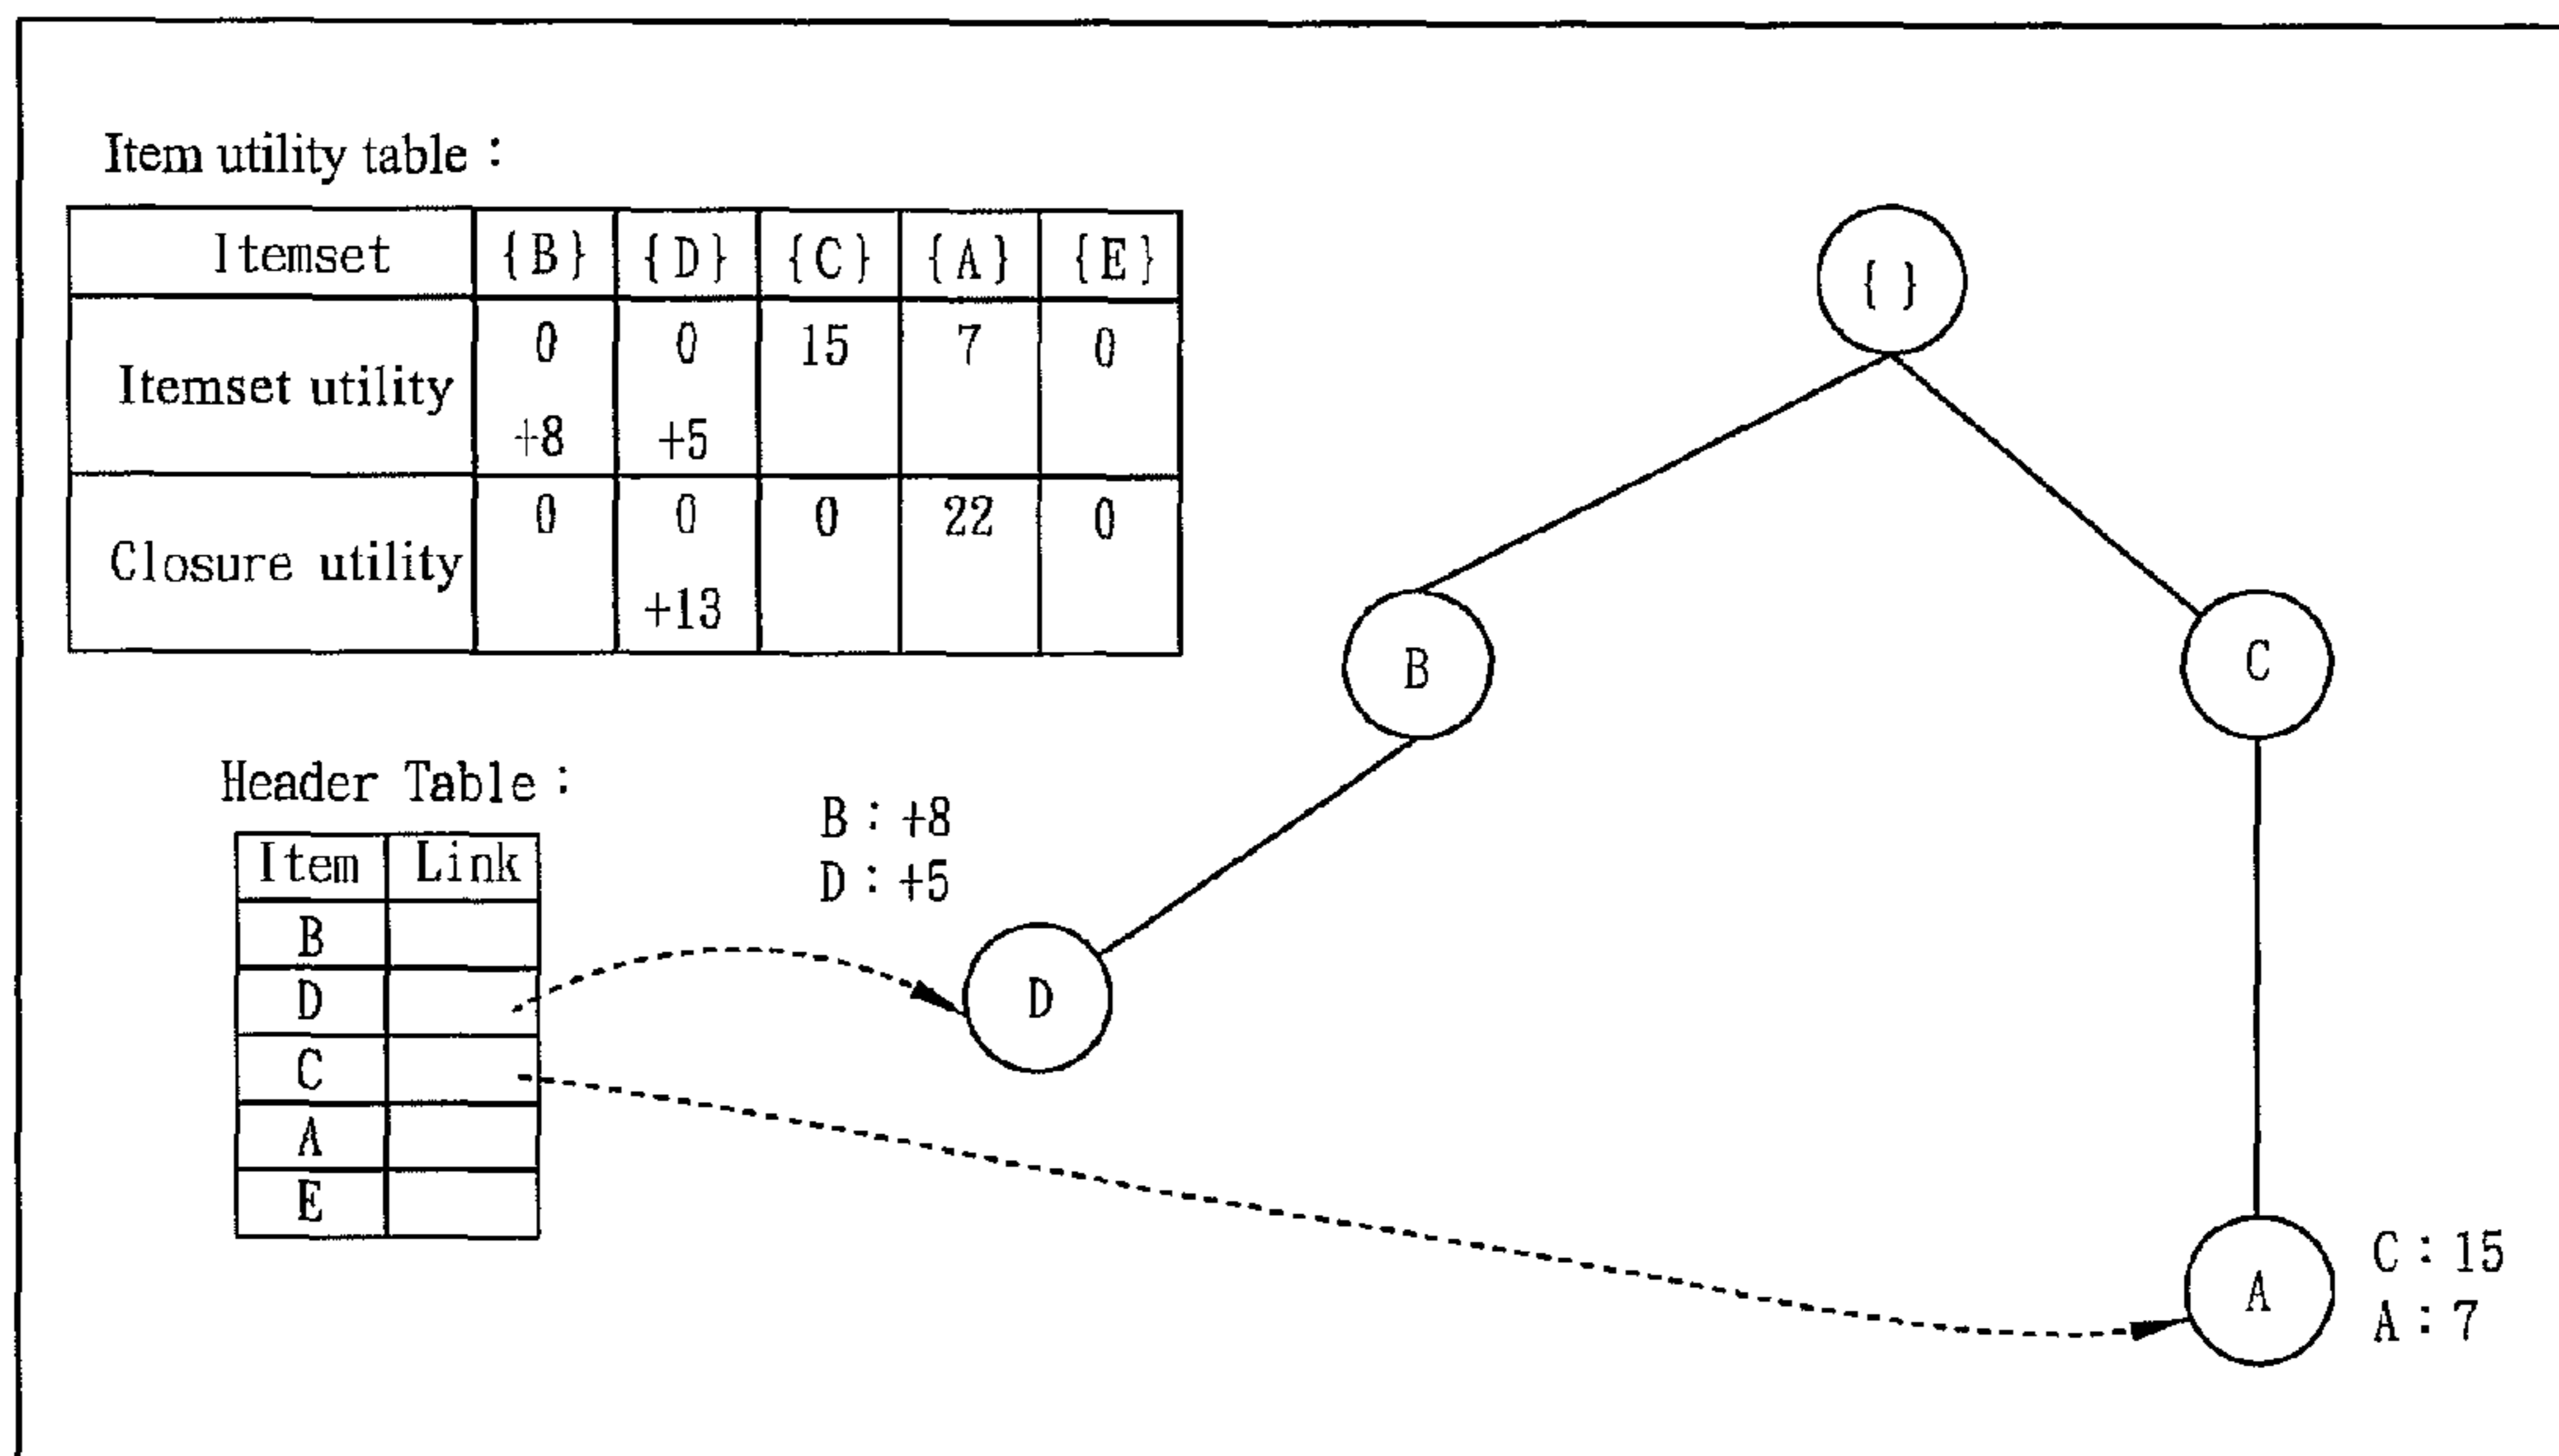 Item utility table：
Itemset {B} {D} {C} {A} {E}
Itemset utility 0 0 15 7 0
+8 +5
Closure utility 0 0 0 22 0
+13
{ }
B
C
Header Table：
Item Link
B
D
C
A
E
B：+8
D：+5
D
A
C：15
A：7